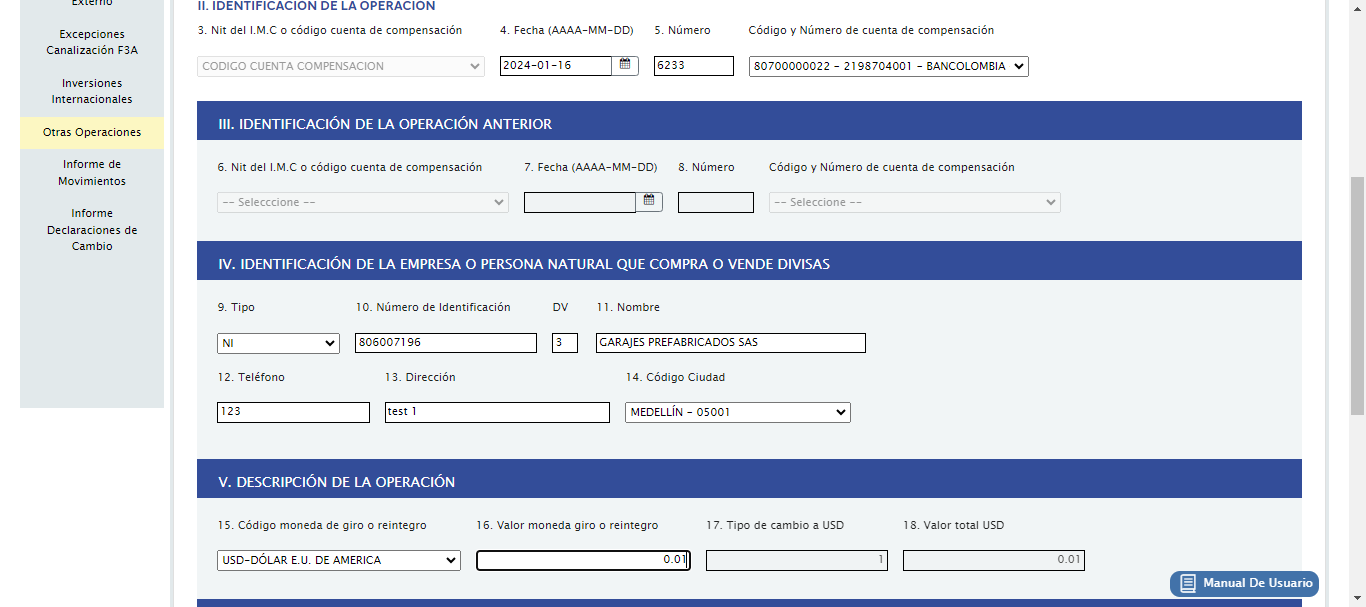 Externo
Excepciones
Canalización F3A
Inversiones
Internacionales
Otras Operaciones
Informe de
Movimientos
Informe
Declaraciones de
Cambio
II. IDENTIFICACIÓN DE LA OPERACIÓN
3. Nit del I.M.C o código cuenta de compensación
4. Fecha (AAAA-MM-DD)
5. Número
Código y Número de cuenta de compensación
CODIGO CUENTA COMPENSACION
2024-01-16
6233
80700000022 - 2198704001 - BANCOLOMBIA
III. IDENTIFICACIÓN DE LA OPERACIÓN ANTERIOR
6. Nit del I.M.C o código cuenta de compensación
7. Fecha (AAAA-MM-DD)
8. Número
Código y Número de cuenta de compensación
-- Selecccione --
-- Seleccione --
IV. IDENTIFICACIÓN DE LA EMPRESA O PERSONA NATURAL QUE COMPRA O VENDE DIVISAS
9. Tipo
10. Número de Identificación
DV
11. Nombre
NI
806007196
3
GARAJES PREFABRICADOS SAS
12. Teléfono
13. Dirección
14. Código Ciudad
123
test 1
MEDELLÍN - 05001
V. DESCRIPCIÓN DE LA OPERACIÓN
15. Código moneda de giro o reintegro
16. Valor moneda giro o reintegro
17. Tipo de cambio a USD
18. Valor total USD
USD-DÓLAR E.U. DE AMERICA
0.01
1
0.01
Manual De Usuario